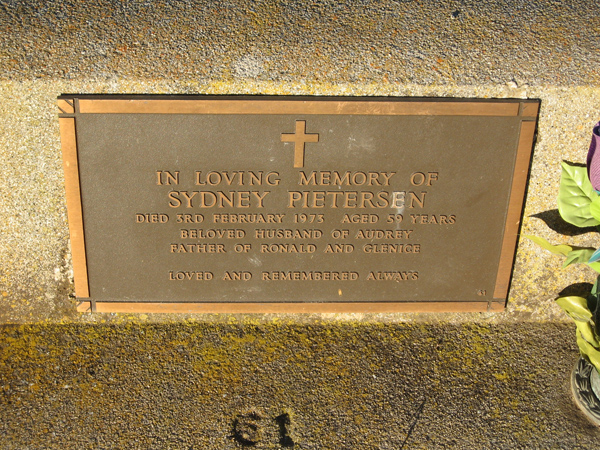 IN LOVING MEMORY OF
SYDNEY PIETERSEN
DIED 3RD FEBRUARY 1973 AGED 59 YEARS
BELOVED HUSBAND OF AUDREY
FATHER OF RONALD AND GLENICE
LOVED AND REMEMBERED ALWAYS
61
61